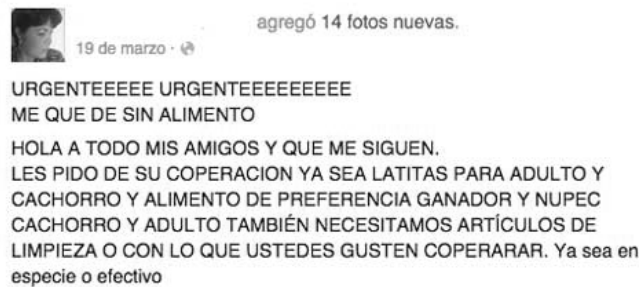 agregó 14 fotos nuevas.
19 de marzo ·
URGENTEEEEE URGENTEEEEEEEEEE
ME QUE DE SIN ALIMENTO
HOLA A TODO MIS AMIGOS Y QUE ME SIGUEN.
LES PIDO DE SU COPERACION YA SEA LATITAS PARA ADULTO Y
CACHORRO Y ALIMENTO DE PREFERENCIA GANADOR Y NUPEC
CACHORRO Y ADULTO TAMBIÉN NECESITAMOS ARTÍCULOS DE
LIMPIEZA O CON LO QUE USTEDES GUSTEN COPERARAR. Ya sea en
especie o efectivo